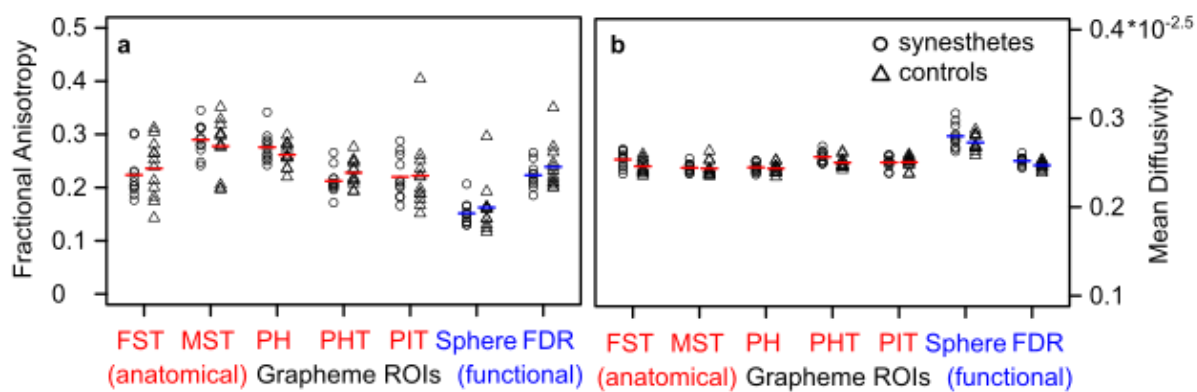 Fractional Anisotropy
0.5
0.4
0.3
0.2
0.1
0
a
FST MST PH PHT PIT Sphere FDR
(anatomical) Grapheme ROIs (functional)
b
synesthetes
controls
0.4*10^-2.5
0.3
0.2
0.1
Mean Diffusivity
FST MST PH PHT PIT Sphere FDR
(anatomical) Grapheme ROIs (functional)